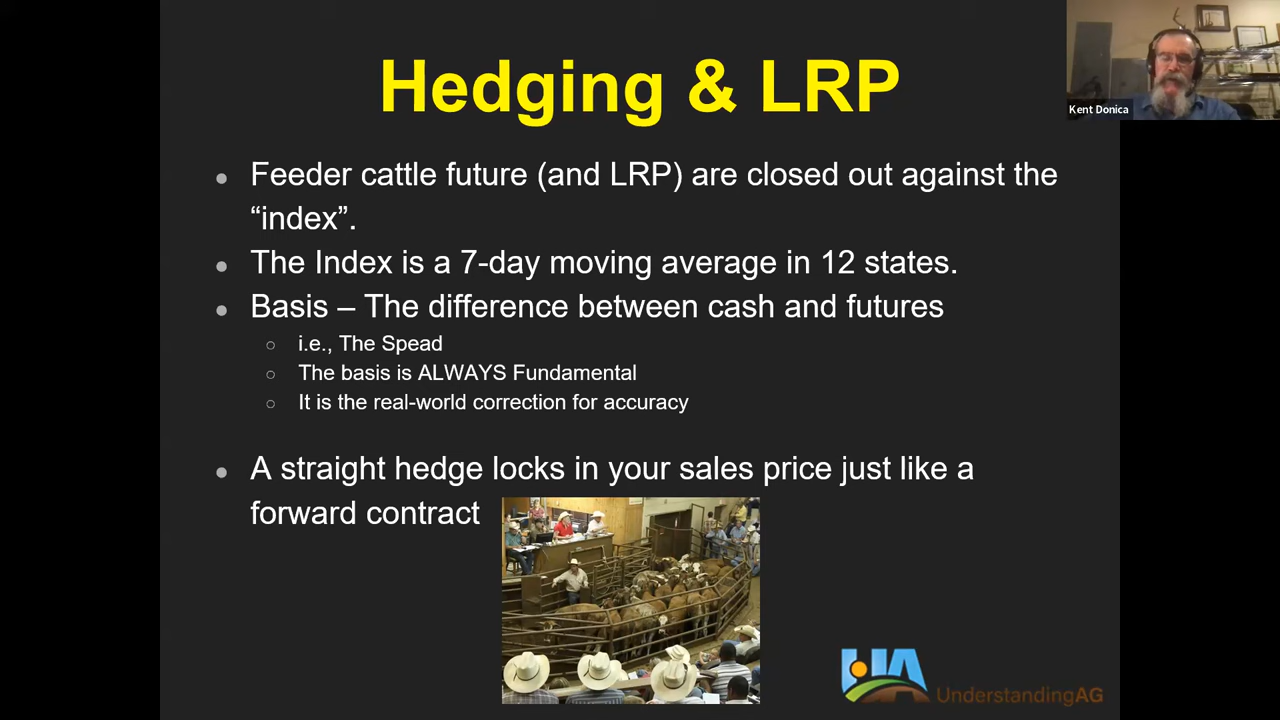 Hedging & LRP
Kent Donica
● Feeder cattle future (and LRP) are closed out against the
“index”.
● The Index is a 7-day moving average in 12 states.
● Basis – The difference between cash and futures
○ i.e., The Spead
○ The basis is ALWAYS Fundamental
○ It is the real-world correction for accuracy
● A straight hedge locks in your sales price just like a
forward contract
UA
UnderstandingAG